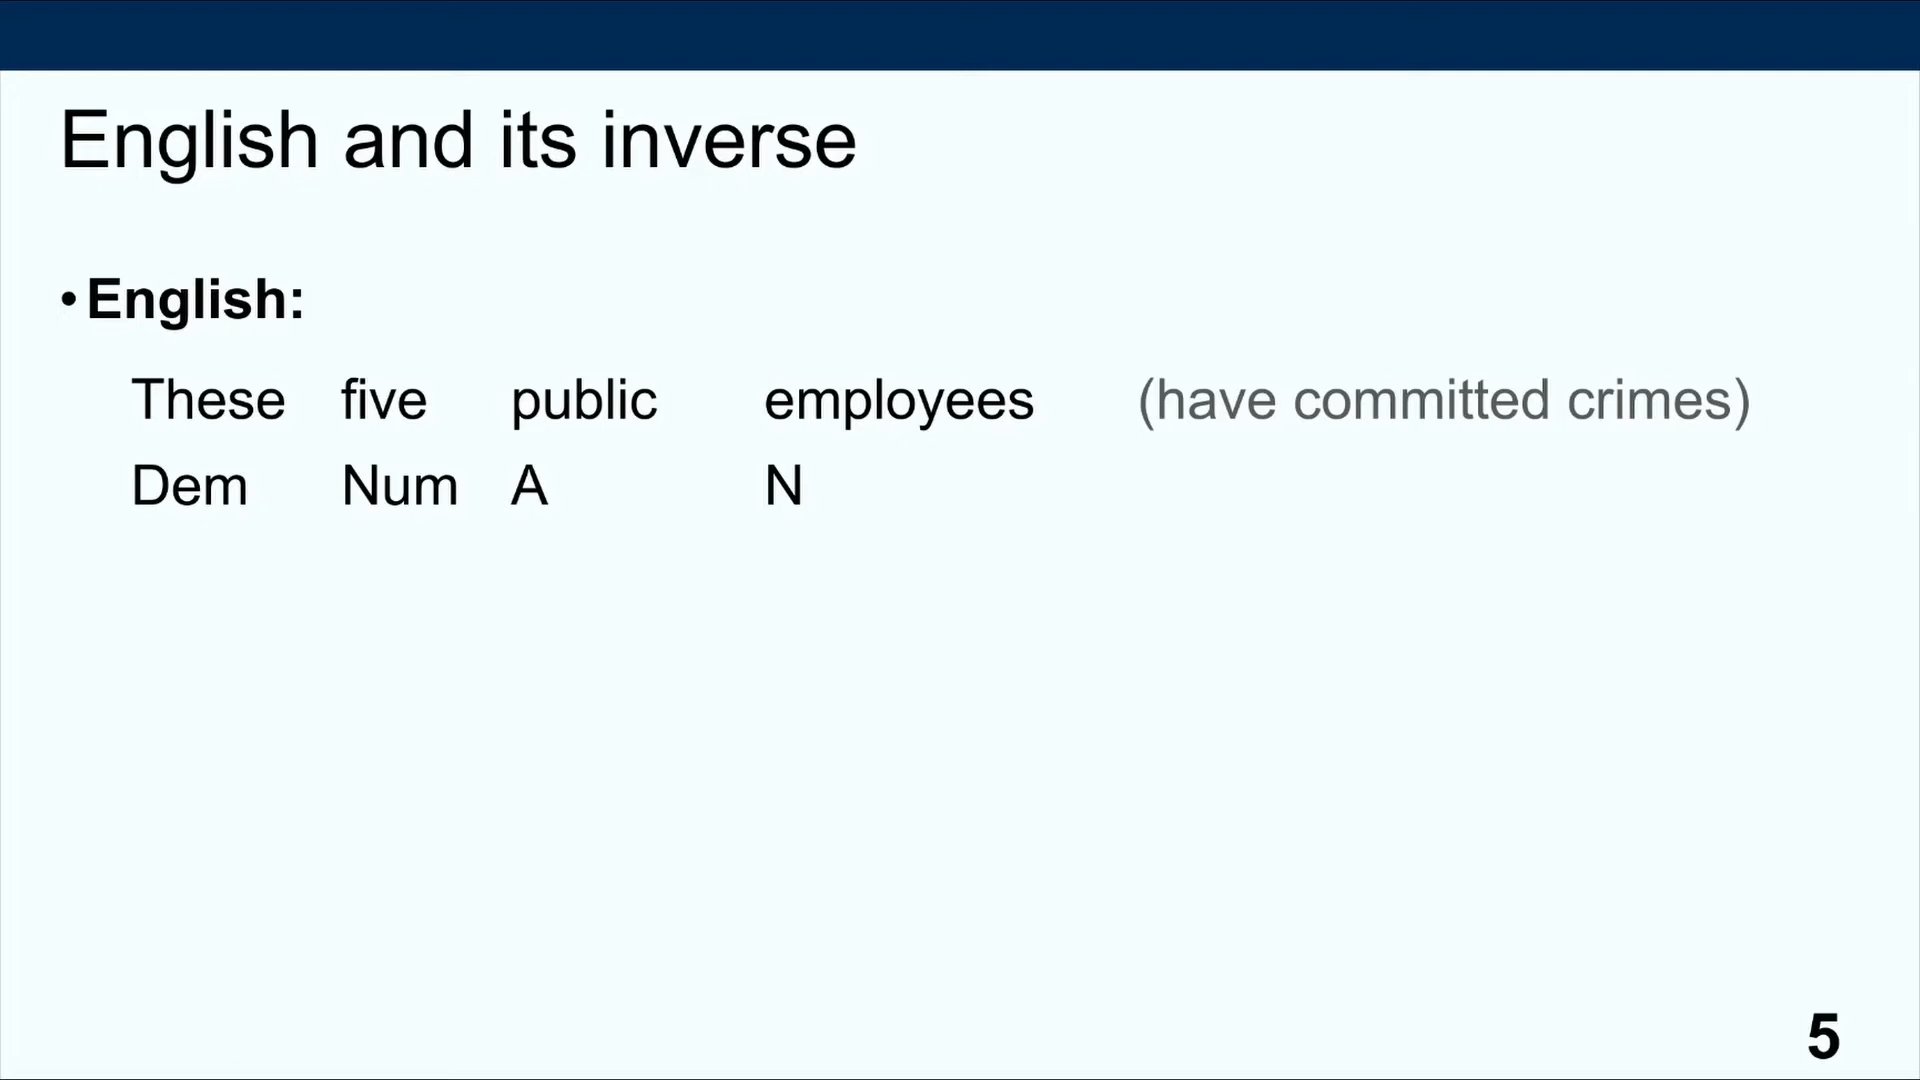 English and its inverse
• English:
These five public employees (have committed crimes)
Dem Num A N
5